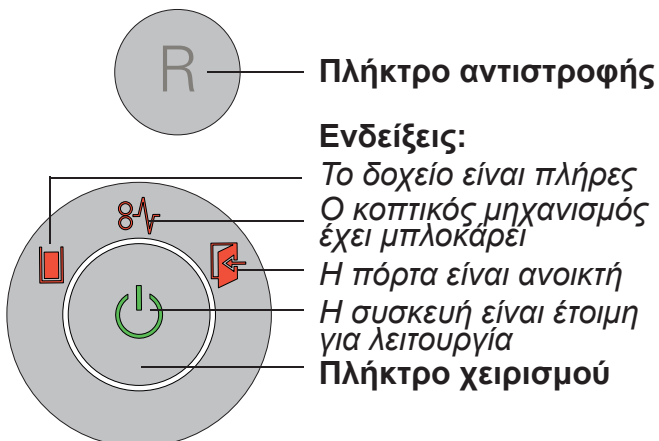 R
Πλήκτρο αντιστροφής
Ενδείξεις:
Το δοχείο είναι πλήρες
Ο κοπτικός μηχανισμός
έχει μπλοκάρει
Η πόρτα είναι ανοικτή
Η συσκευή είναι έτοιμη
για λειτουργία
Πλήκτρο χειρισμού